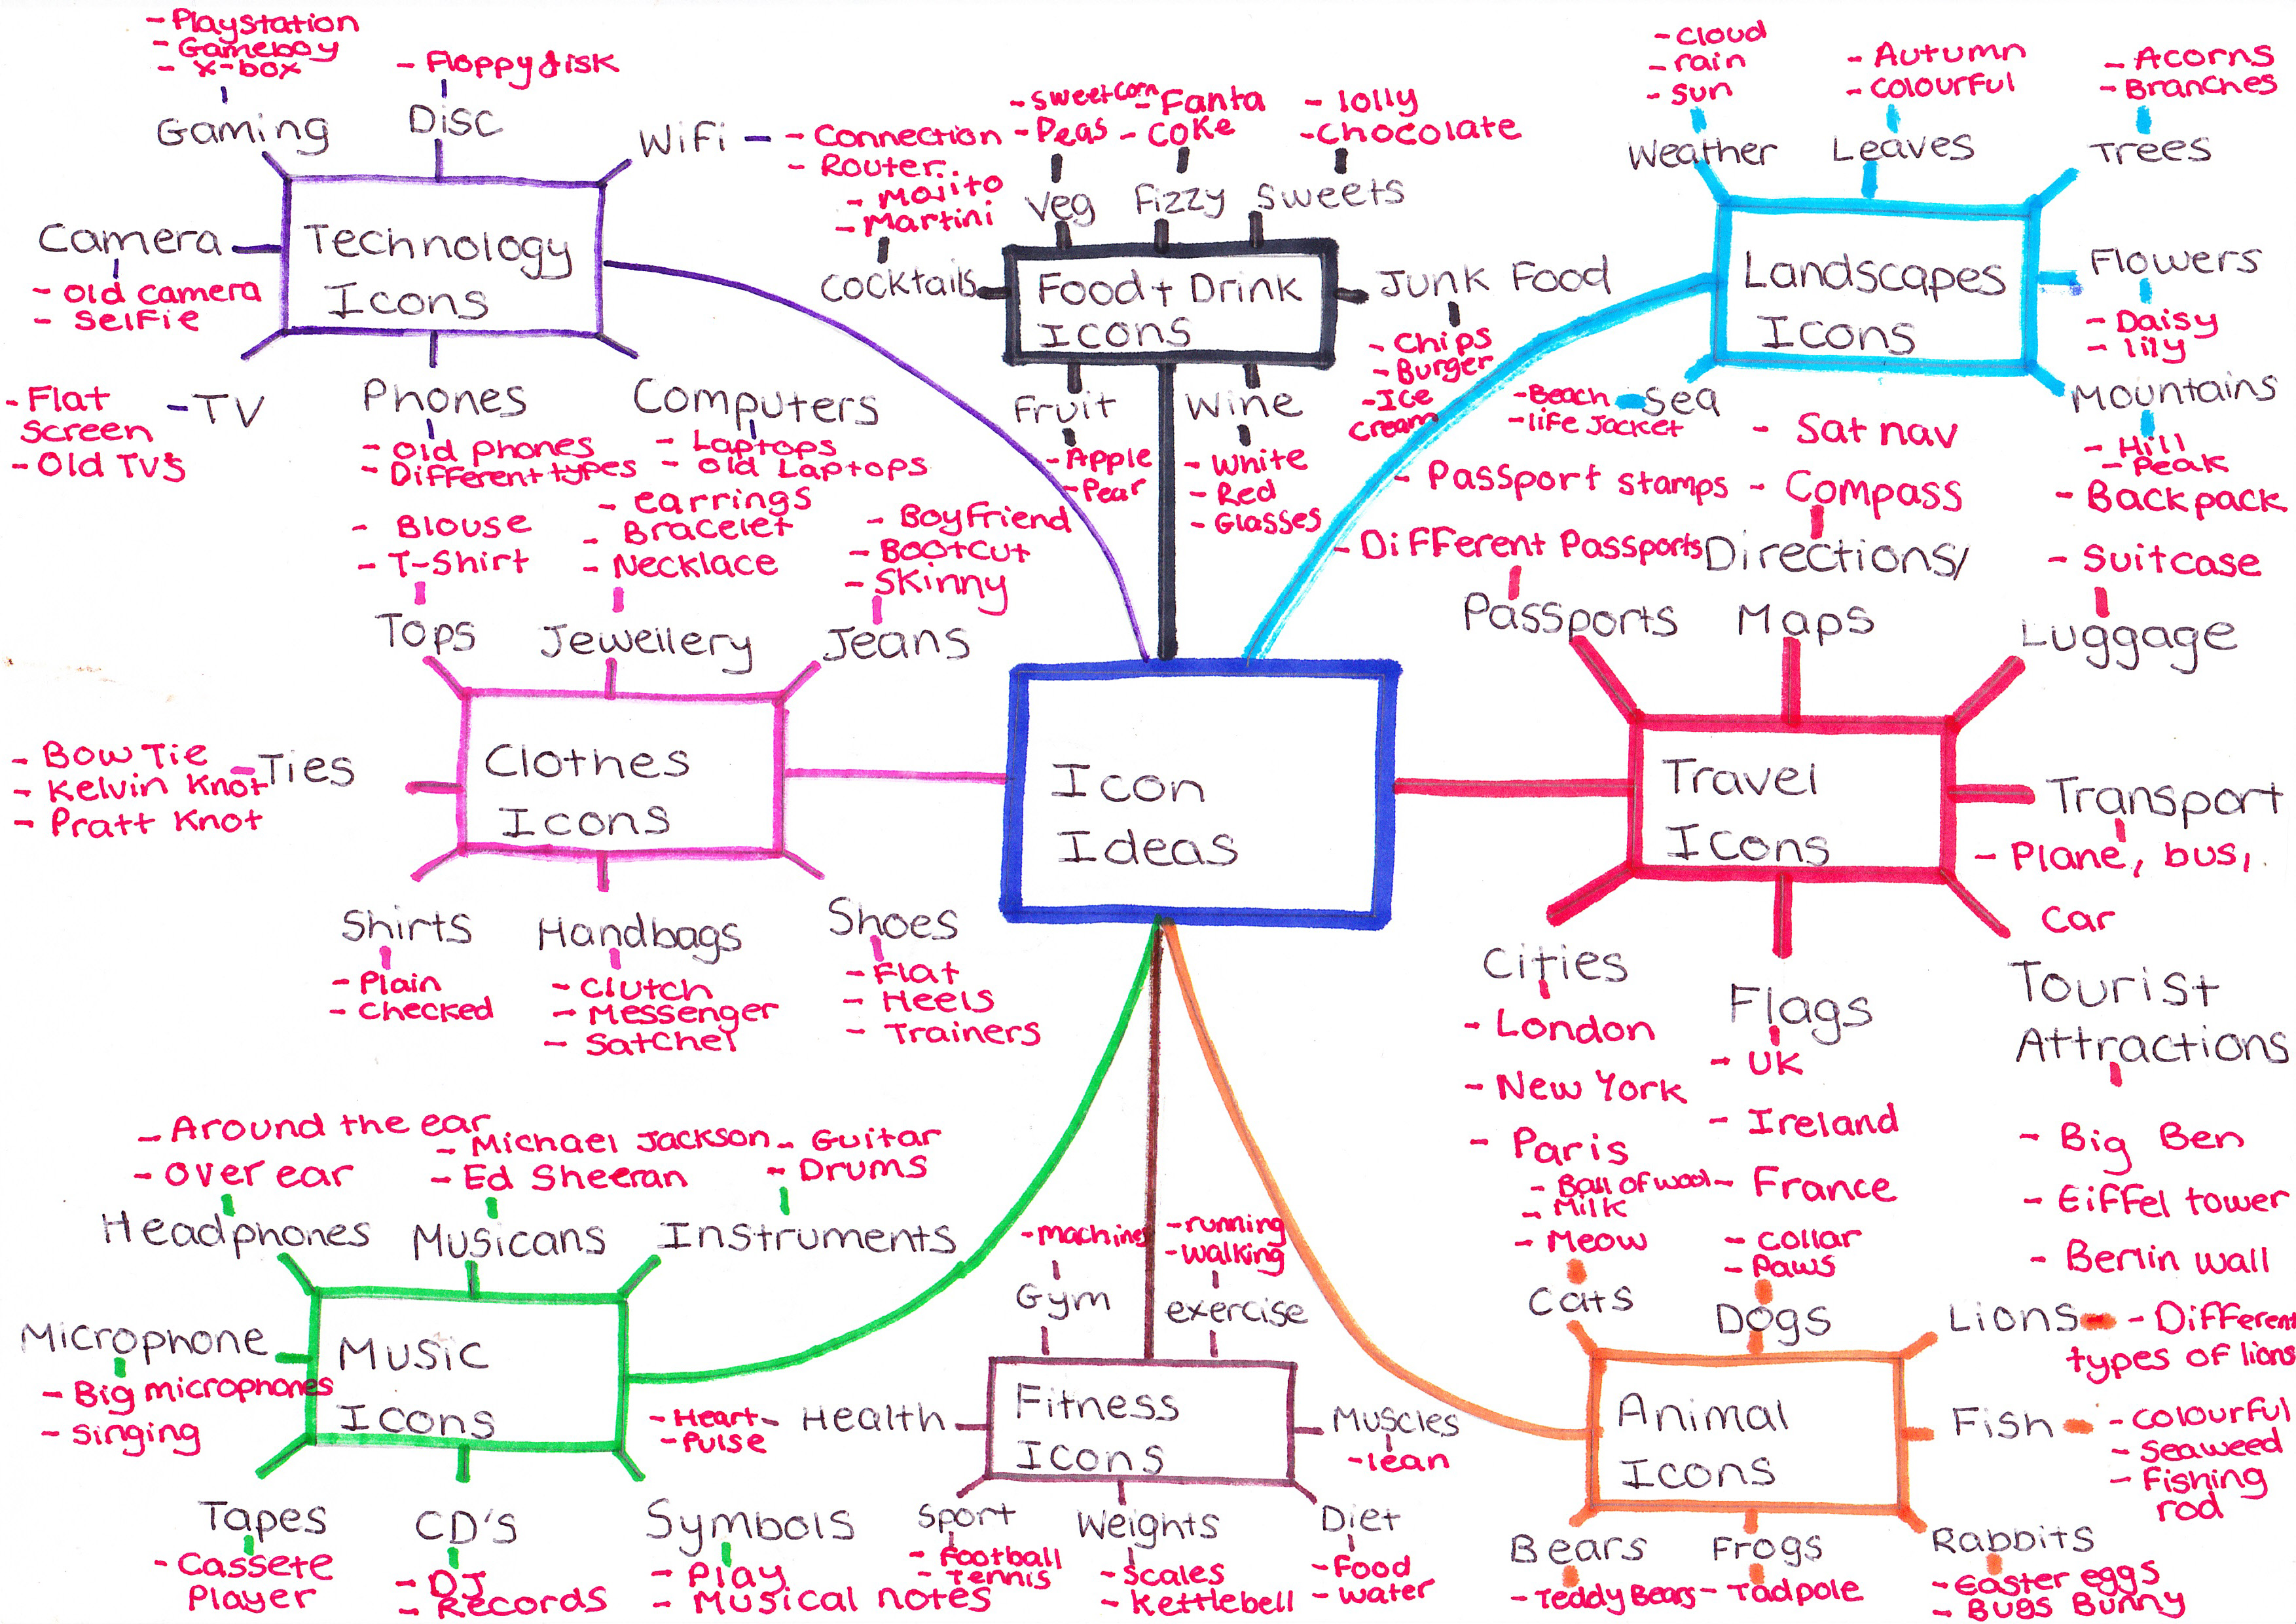 Icon
Ideas
Technology
Icons
Gaming
- Playstation
- Gameboy
- X-box
Disc
- Floppy disk
WiFi
- Connection
- Router
Camera
- Old camera
- Selfie
TV
- Flat
Screen
- Old TVs
Phones
- Old phones
- Different types
Computers
- Laptops
- Old Laptops
Food + Drink
Icons
Cocktails
- Mojito
- Martini
Veg
- Sweetcorn
- Peas
Fizzy
- Fanta
- Coke
Sweets
- lolly
- Chocolate
Junk Food
- Chips
- Burger
- Ice
Cream
Fruit
- Apple
- Pear
Wine
- White
- Red
- Glasses
Landscapes
Icons
Weather
- Cloud
- rain
- Sun
Leaves
- Autumn
- Colourful
Trees
- Acorns
- Branches
Flowers
- Daisy
- lily
Mountains
- Hill
- Peak
Sea
- Beach
- life Jacket
Clothes
Icons
Tops
- Blouse
- T-Shirt
Jewellery
- earrings
- Bracelet
- Necklace
Jeans
- Boyfriend
- Bootcut
- Skinny
Ties
- Bow Tie
- Kelvin Knot
- Pratt Knot
Shirts
- Plain
- Checked
Handbags
- Clutch
- Messenger
- Satchel
Shoes
- Flat
- Heels
- Trainers
Travel
Icons
Passports
- Passport stamps
- Different Passports
Directions/
Maps
- Sat nav
- Compass
Luggage
- Backpack
- Suitcase
Transport
- Plane, bus,
Car
Cities
- London
- New York
- Paris
Flags
- UK
- Ireland
- France
Tourist
Attractions
- Big Ben
- Eiffel tower
- Berlin wall
Music
Icons
Headphones
- Around the ear
- Over ear
Musicans
- Michael Jackson
- Ed Sheeran
Instruments
- Guitar
- Drums
Microphone
- Big microphones
- Singing
Tapes
- Cassete
Player
CD'S
- DJ
- Records
Symbols
- Play
- Musical notes
Fitness
Icons
Gym
- machines
exercise
- running
- walking
Health
- Heart
- Pulse
Muscles
- lean
Sport
- Football
- Tennis
Weights
- Scales
- Kettlebell
Diet
- Food
- Water
Animal
Icons
Cats
- Ball of wool
- Milk
- Meow
Dogs
- Collar
- Paws
Lions
- Different
types of lions
Fish
- Colourful
- Seaweed
- Fishing
rod
Bears
- Teddy Bears
Frogs
- Tadpole
Rabbits
- Easter eggs
- Bugs Bunny